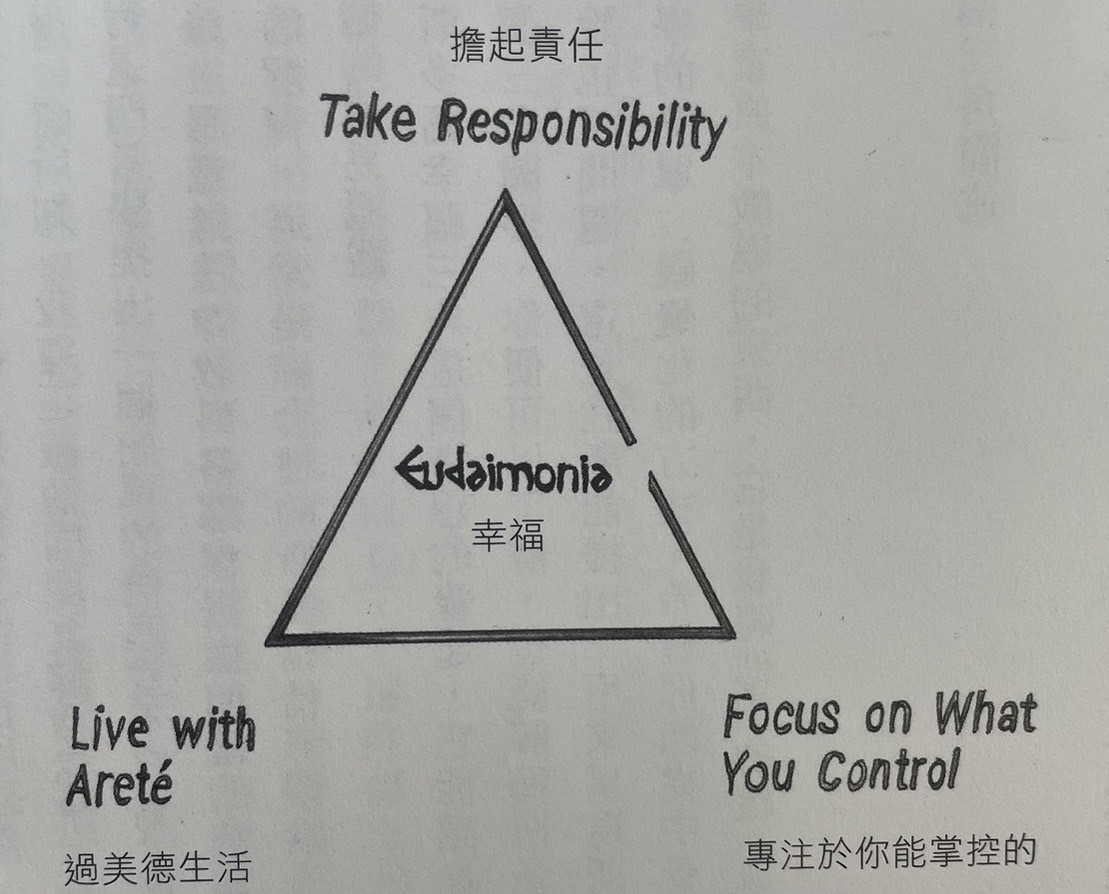 擔起責任
Take Responsibility
Eudaimonia
幸福
Live with
Areté
過美德生活
Focus on What
You Control
專注於你能掌控的